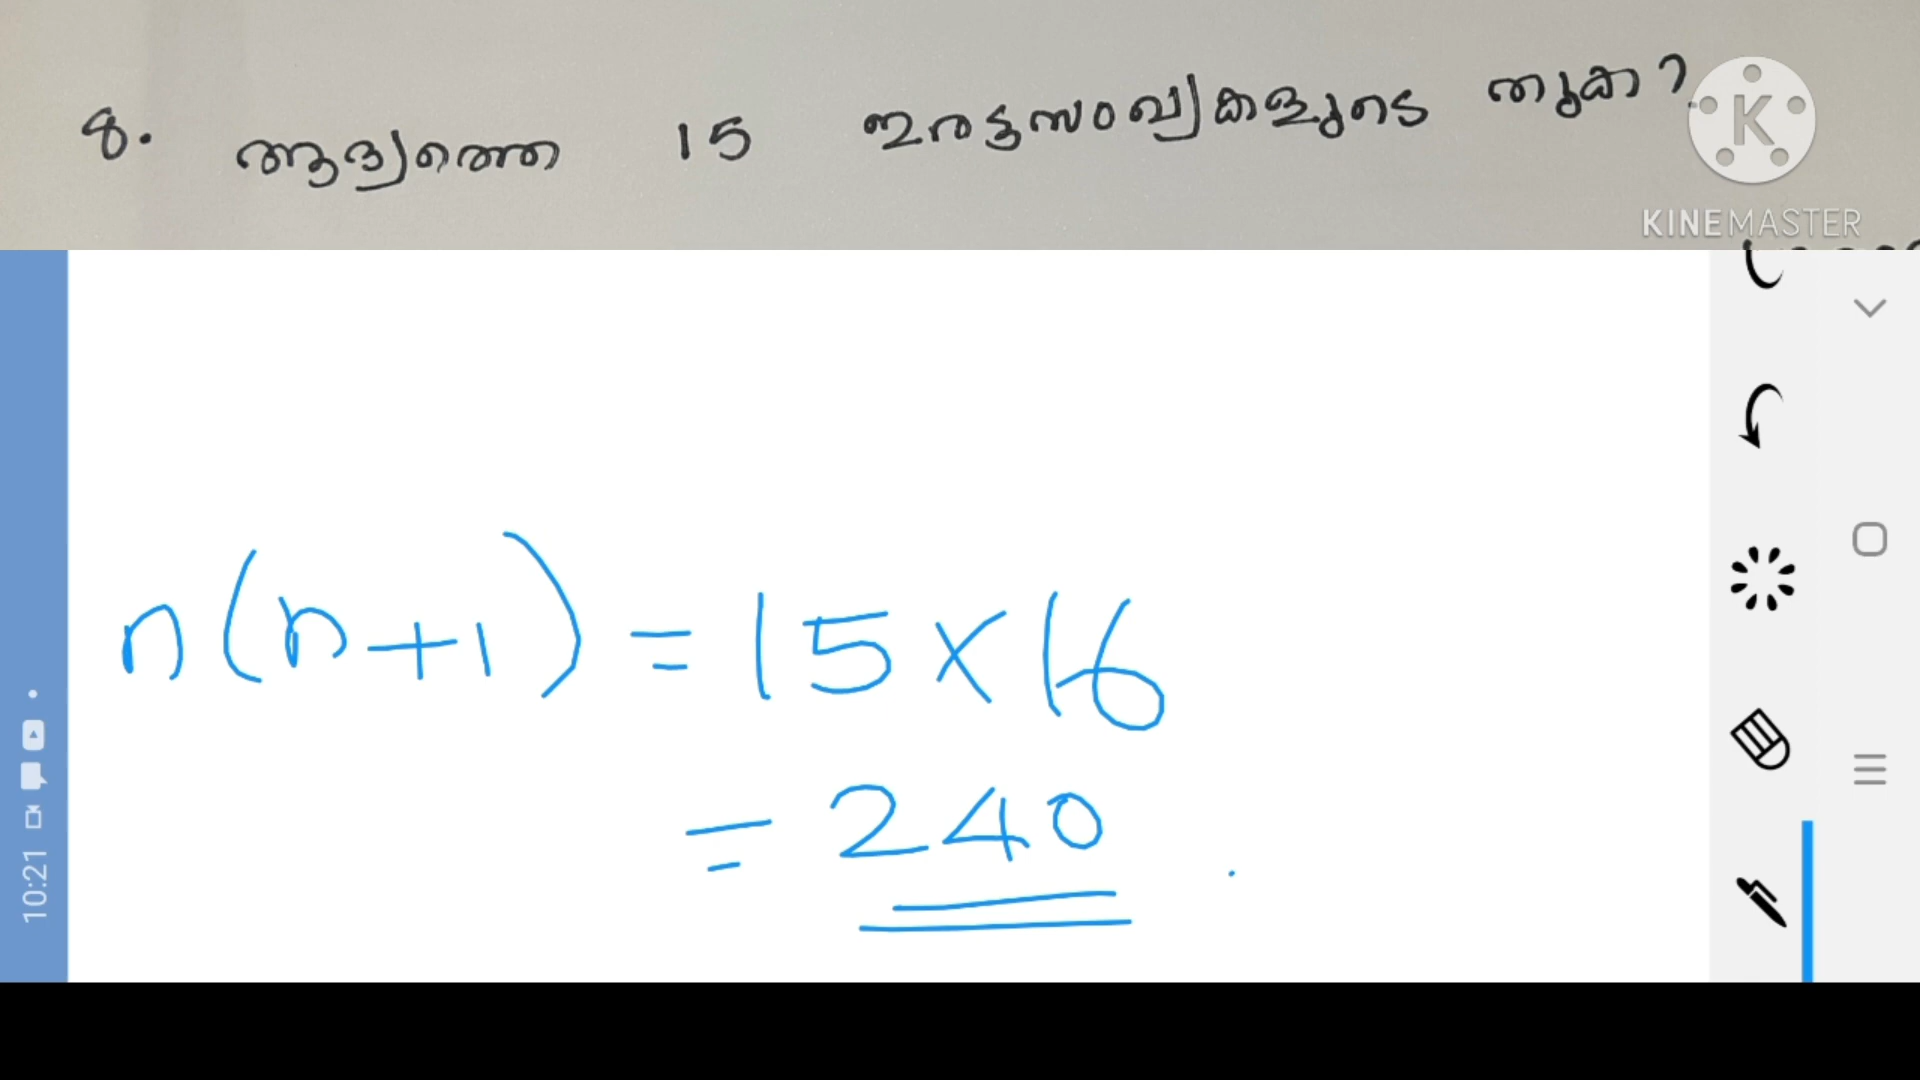 8. ആദ്യത്തെ 15 ഇരട്ടസംഖ്യകളുടെ തുക?
KINEMASTER
n(n+1) = 15×16
= 240
10:21